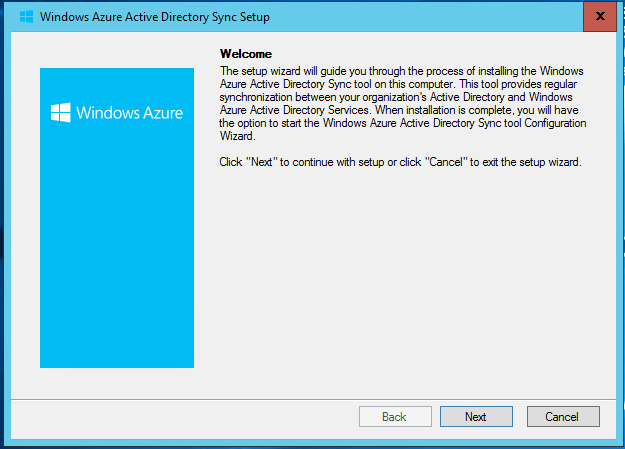 Windows Azure Active Directory Sync Setup
x
Welcome
The setup wizard will guide you through the process of installing the Windows
Azure Active Directory Sync tool on this computer. This tool provides regular
synchronization between your organization's Active Directory and Windows
Azure Active Directory Services. When installation is complete, you will have
the option to start the Windows Azure Active Directory Sync tool Configuration
Wizard.
Click "Next" to continue with setup or click "Cancel" to exit the setup wizard.
Windows Azure
Back
Next
Cancel